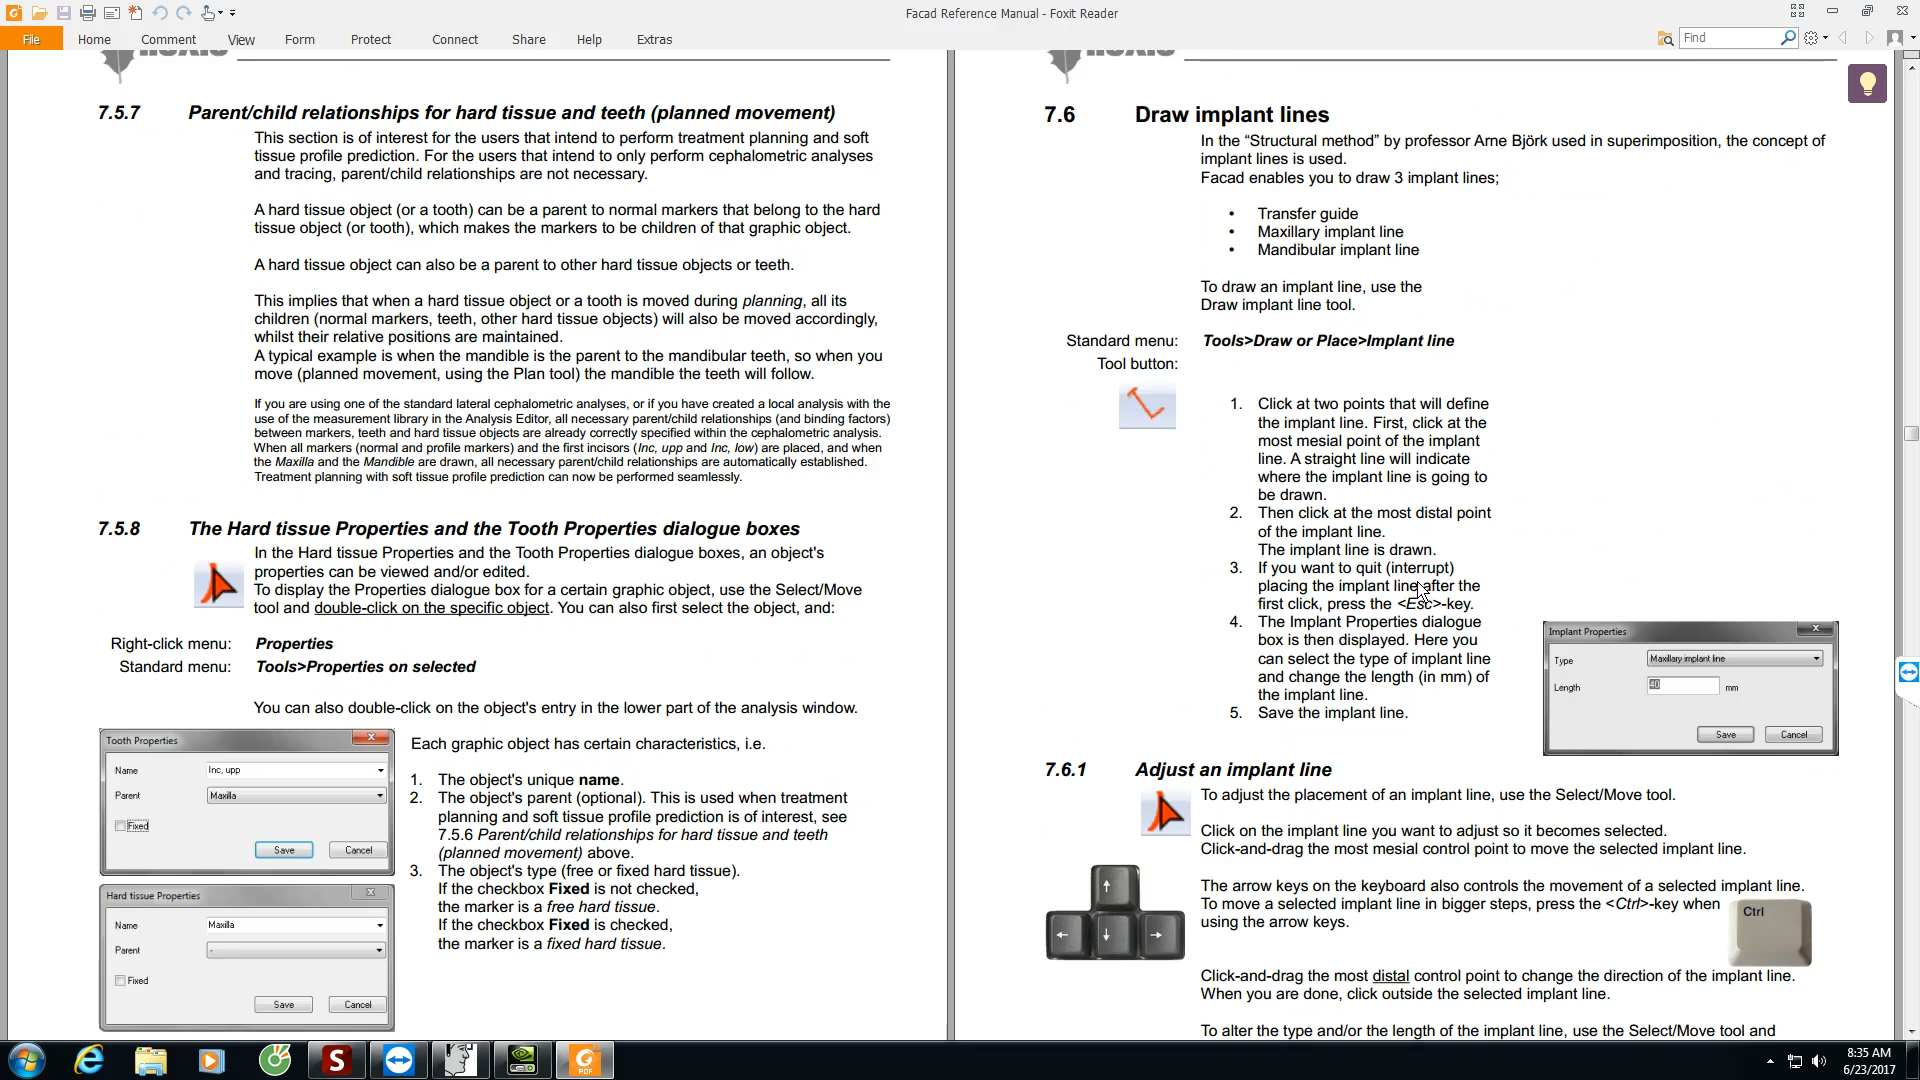 Facad Reference Manual - Foxit Reader
File Home Comment View Form Protect Connect Share Help Extras
Find
7.5.7 Parent/child relationships for hard tissue and teeth (planned movement)
This section is of interest for the users that intend to perform treatment planning and soft
tissue profile prediction. For the users that intend to only perform cephalometric analyses
and tracing, parent/child relationships are not necessary.
A hard tissue object (or a tooth) can be a parent to normal markers that belong to the hard
tissue object (or tooth), which makes the markers to be children of that graphic object.
A hard tissue object can also be a parent to other hard tissue objects or teeth.
This implies that when a hard tissue object or a tooth is moved during planning, all its
children (normal markers, teeth, other hard tissue objects) will also be moved accordingly,
whilst their relative positions are maintained.
A typical example is when the mandible is the parent to the mandibular teeth, so when you
move (planned movement, using the Plan tool) the mandible the teeth will follow.
If you are using one of the standard lateral cephalometric analyses, or if you have created a local analysis with the
use of the measurement library in the Analysis Editor, all necessary parent/child relationships (and binding factors)
between markers, teeth and hard tissue objects are already correctly specified within the cephalometric analysis.
When all markers (normal and profile markers) and the first incisors (Inc, upp and Inc, low) are placed, and when
the Maxilla and the Mandible are drawn, all necessary parent/child relationships are automatically established.
Treatment planning with soft tissue profile prediction can now be performed seamlessly.
7.5.8 The Hard tissue Properties and the Tooth Properties dialogue boxes
In the Hard tissue Properties and the Tooth Properties dialogue boxes, an object's
properties can be viewed and/or edited.
To display the Properties dialogue box for a certain graphic object, use the Select/Move
tool and double-click on the specific object. You can also first select the object, and:
Right-click menu: Properties
Standard menu: Tools>Properties on selected
You can also double-click on the object's entry in the lower part of the analysis window.
Tooth Properties
Name Inc, upp
Parent Maxilla
Fixed
Save Cancel
Hard tissue Properties
Name Maxilla
Parent -
Fixed
Save Cancel
Each graphic object has certain characteristics, i.e.
1. The object's unique name.
2. The object's parent (optional). This is used when treatment
planning and soft tissue profile prediction is of interest, see
7.5.6 Parent/child relationships for hard tissue and teeth
(planned movement) above.
3. The object's type (free or fixed hard tissue).
If the checkbox Fixed is not checked,
the marker is a free hard tissue.
If the checkbox Fixed is checked,
the marker is a fixed hard tissue.
7.6 Draw implant lines
In the “Structural method” by professor Arne Björk used in superimposition, the concept of
implant lines is used.
Facad enables you to draw 3 implant lines;
• Transfer guide
• Maxillary implant line
• Mandibular implant line
To draw an implant line, use the
Draw implant line tool.
Standard menu: Tools>Draw or Place>Implant line
Tool button:
1. Click at two points that will define
the implant line. First, click at the
most mesial point of the implant
line. A straight line will indicate
where the implant line is going to
be drawn.
2. Then click at the most distal point
of the implant line.
The implant line is drawn.
3. If you want to quit (interrupt)
placing the implant line after the
first click, press the <Esc>-key.
4. The Implant Properties dialogue
box is then displayed. Here you
can select the type of implant line
and change the length (in mm) of
the implant line.
5. Save the implant line.
Implant Properties
Type Maxillary implant line
Length 40 mm
Save Cancel
7.6.1 Adjust an implant line
To adjust the placement of an implant line, use the Select/Move tool.
Click on the implant line you want to adjust so it becomes selected.
Click-and-drag the most mesial control point to move the selected implant line.
The arrow keys on the keyboard also controls the movement of a selected implant line.
To move a selected implant line in bigger steps, press the <Ctrl>-key when
using the arrow keys.
Ctrl
Click-and-drag the most distal control point to change the direction of the implant line.
When you are done, click outside the selected implant line.
To alter the type and/or the length of the implant line, use the Select/Move tool and
PDF
8:35 AM
6/23/2017